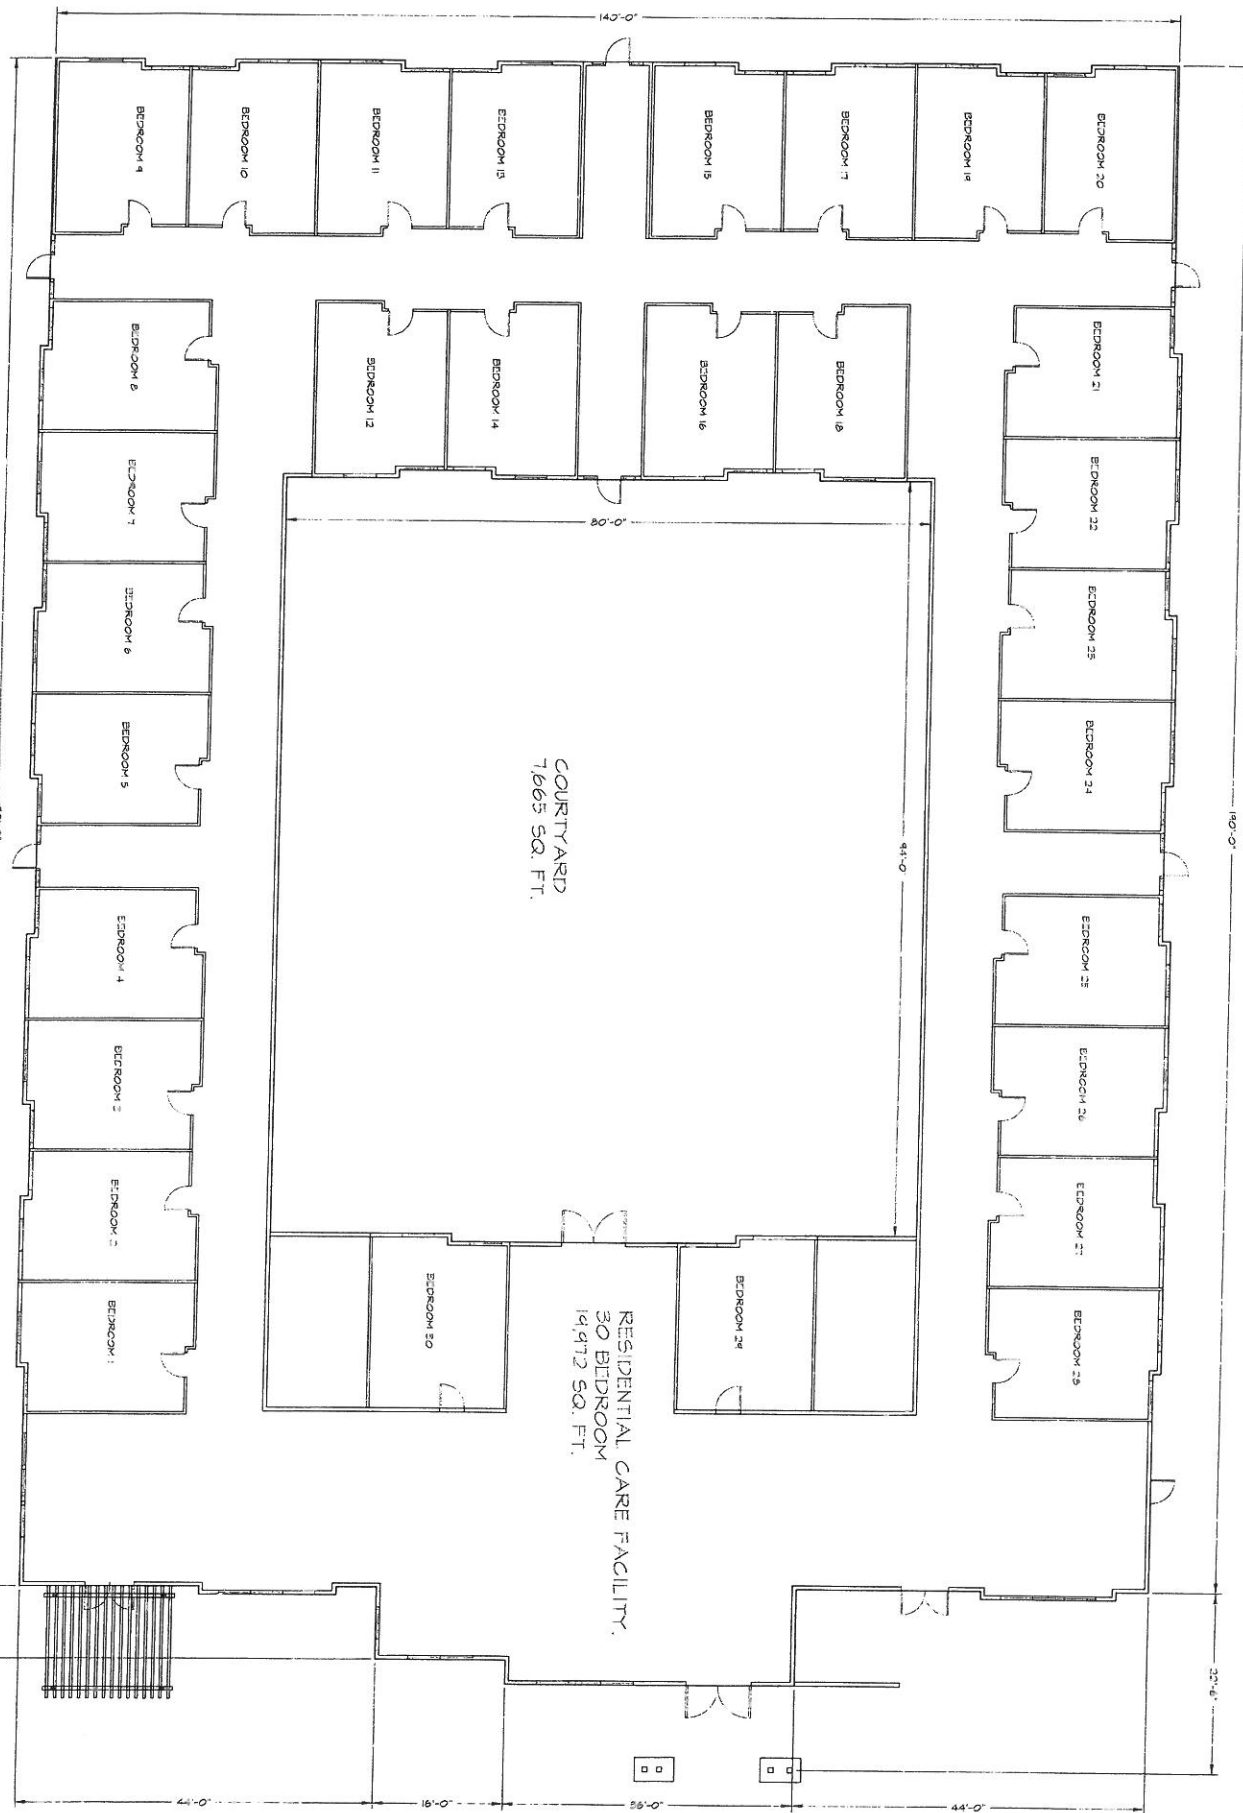 140'-0"
BEDROOM 9
BEDROOM 10
BEDROOM 11
BEDROOM 13
BEDROOM 15
BEDROOM 17
BEDROOM 19
BEDROOM 20
BEDROOM 8
BEDROOM 12
BEDROOM 14
BEDROOM 16
BEDROOM 18
BEDROOM 21
BEDROOM 7
BEDROOM 22
80'-0"
BEDROOM 6
BEDROOM 23
BEDROOM 5
BEDROOM 24
COURTYARD
7,665 SQ. FT.
94'-0"
190'-0"
BEDROOM 4
BEDROOM 25
BEDROOM 3
BEDROOM 26
BEDROOM 2
BEDROOM 27
BEDROOM 1
BEDROOM 30
BEDROOM 29
BEDROOM 28
RESIDENTIAL CARE FACILITY.
30 BEDROOM
19,972 SQ. FT.
44'-0"
16'-0"
36'-0"
44'-0"